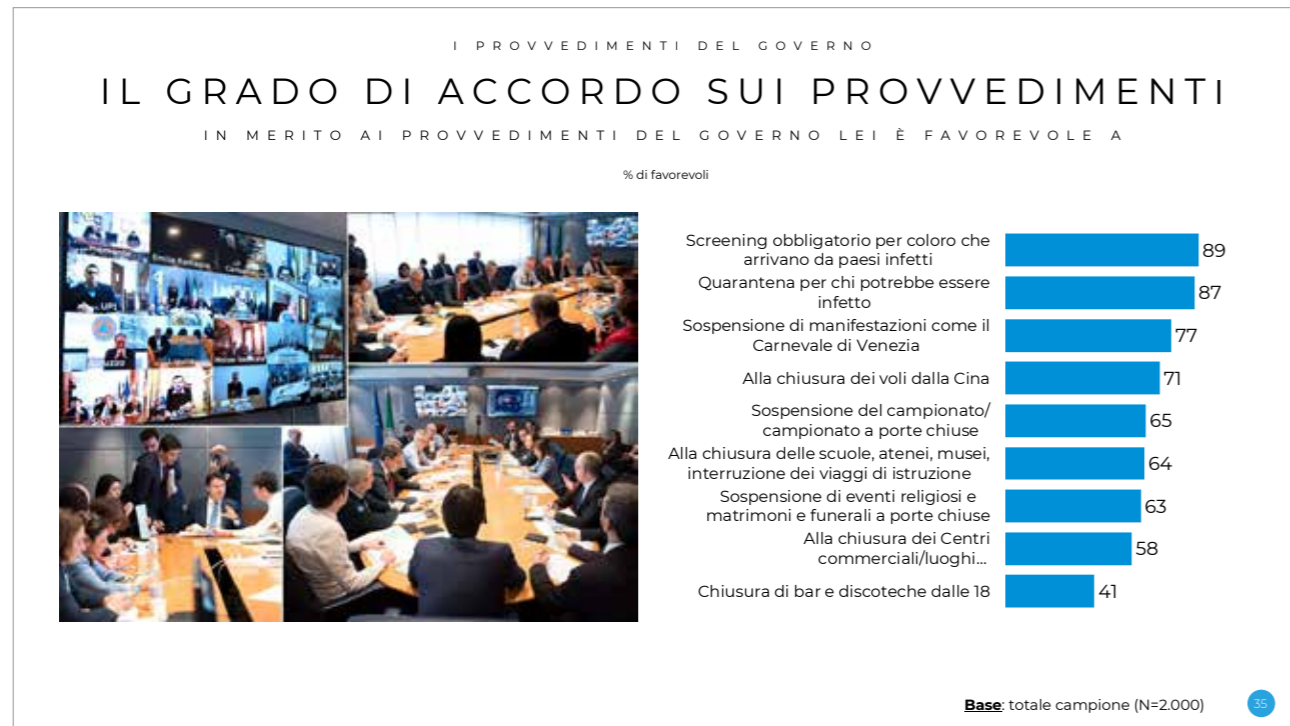 I PROVVEDIMENTI DEL GOVERNO
IL GRADO DI ACCORDO SUI PROVVEDIMENTI
IN MERITO AI PROVVEDIMENTI DEL GOVERNO LEI È FAVOREVOLE A
% di favorevoli
Screening obbligatorio per coloro che
arrivano da paesi infetti
89
Quarantena per chi potrebbe essere
infetto
87
Sospensione di manifestazioni come il
Carnevale di Venezia
77
Alla chiusura dei voli dalla Cina
71
Sospensione del campionato/
campionato a porte chiuse
65
Alla chiusura delle scuole, atenei, musei,
interruzione dei viaggi di istruzione
64
Sospensione di eventi religiosi e
matrimoni e funerali a porte chiuse
63
Alla chiusura dei Centri
commerciali/luoghi...
58
Chiusura di bar e discoteche dalle 18
41
Base: totale campione (N=2.000)
35